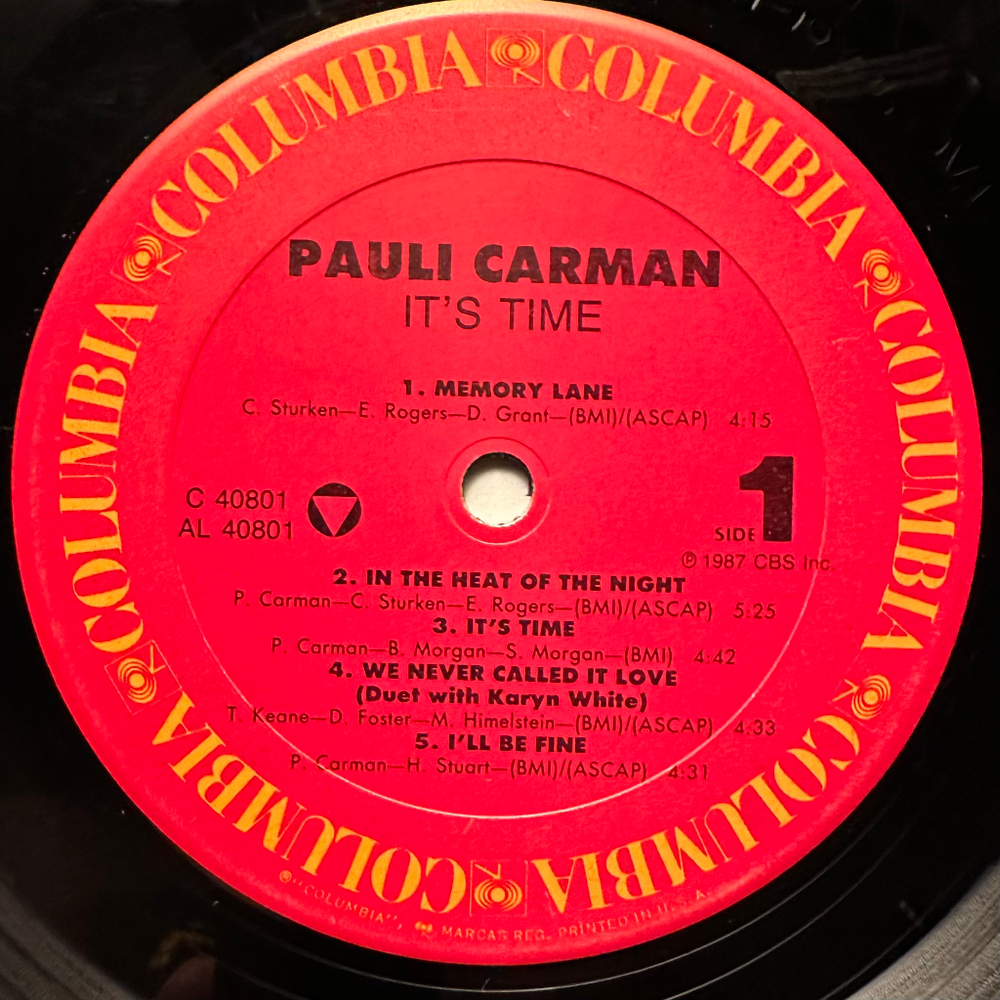 COLUMBIA COLUMBIA COLUMBIA COLUMBIA COLUMBIA COLUMBIA COLUMBIA
PAULI CARMAN
IT'S TIME
1. MEMORY LANE
C. Sturken—E. Rogers—D. Grant—(BMI)/(ASCAP) 4:15
C 40801
AL 40801
SIDE 1
℗ 1987 CBS Inc.
2. IN THE HEAT OF THE NIGHT
P. Carman—C. Sturken—E. Rogers—(BMI)/(ASCAP) 5:25
3. IT'S TIME
P. Carman—B. Morgan—S. Morgan—(BMI) 4:42
4. WE NEVER CALLED IT LOVE
(Duet with Karyn White)
T. Keane—D. Foster—M. Himelstein—(BMI)/(ASCAP) 4:33
5. I'LL BE FINE
P. Carman—H. Stuart—(BMI)/(ASCAP) 4:31
® "COLUMBIA", MARCAS REG. PRINTED IN U.S.A.